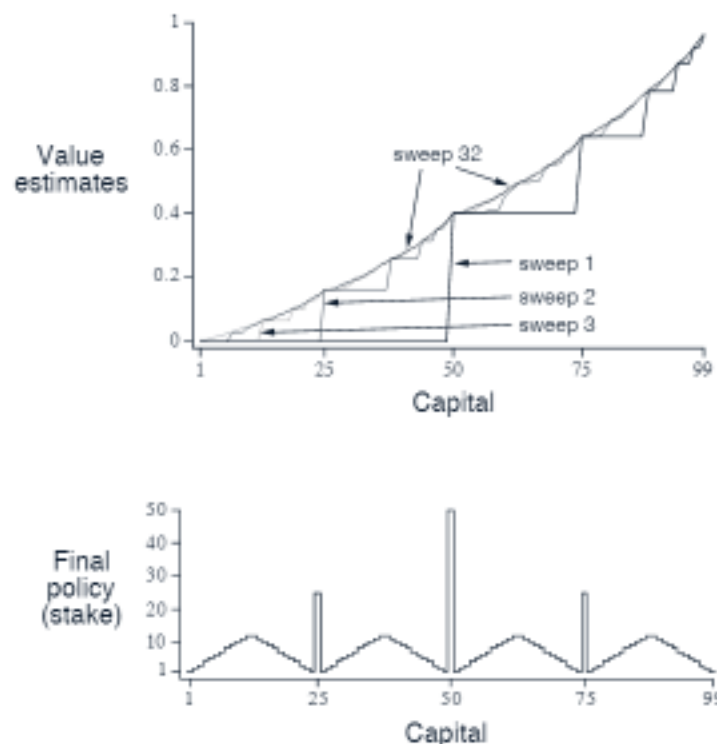 1
0.8
Value
estimates
0.6
0.4
0.2
0
sweep 32
sweep 1
sweep 2
sweep 3
1 25 50 75 99
Capital
Final
policy
(stake)
50
40
30
20
10
1
1 25 50 75 99
Capital